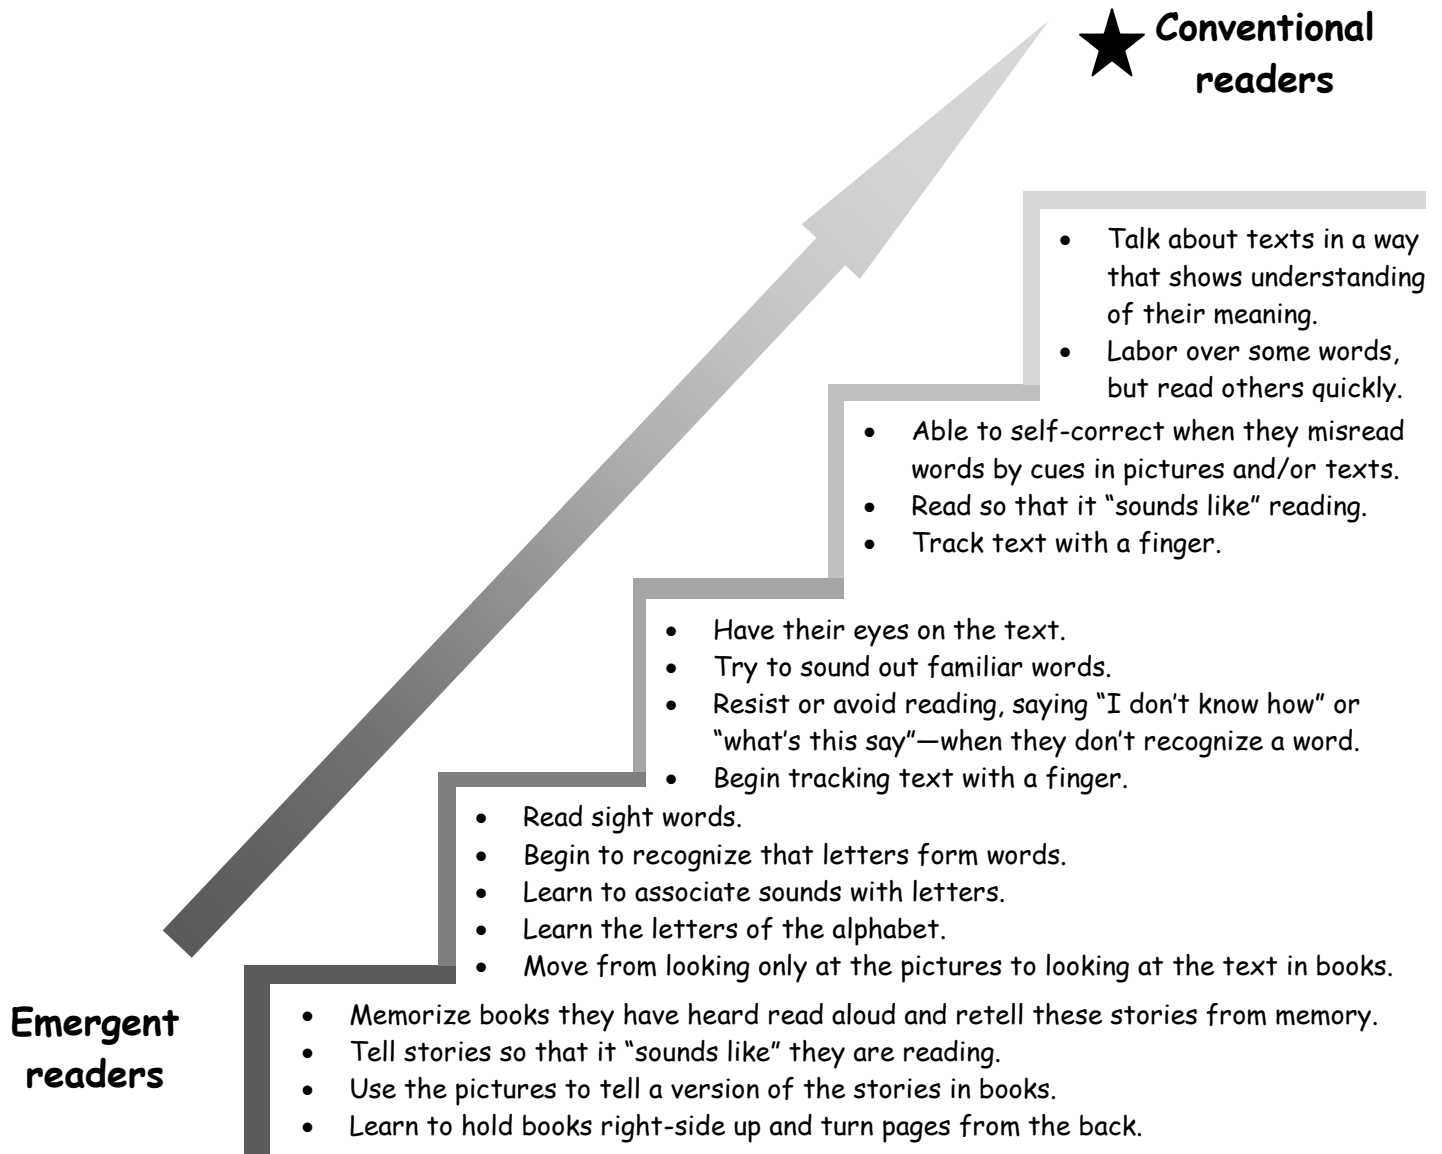 Conventional
readers
• Talk about texts in a way
that shows understanding
of their meaning.
• Labor over some words,
but read others quickly.
• Able to self-correct when they misread
words by cues in pictures and/or texts.
• Read so that it “sounds like” reading.
• Track text with a finger.
• Have their eyes on the text.
• Try to sound out familiar words.
• Resist or avoid reading, saying “I don’t know how” or
“what’s this say”—when they don’t recognize a word.
• Begin tracking text with a finger.
• Read sight words.
• Begin to recognize that letters form words.
• Learn to associate sounds with letters.
• Learn the letters of the alphabet.
• Move from looking only at the pictures to looking at the text in books.
Emergent
readers
• Memorize books they have heard read aloud and retell these stories from memory.
• Tell stories so that it “sounds like” they are reading.
• Use the pictures to tell a version of the stories in books.
• Learn to hold books right-side up and turn pages from the back.